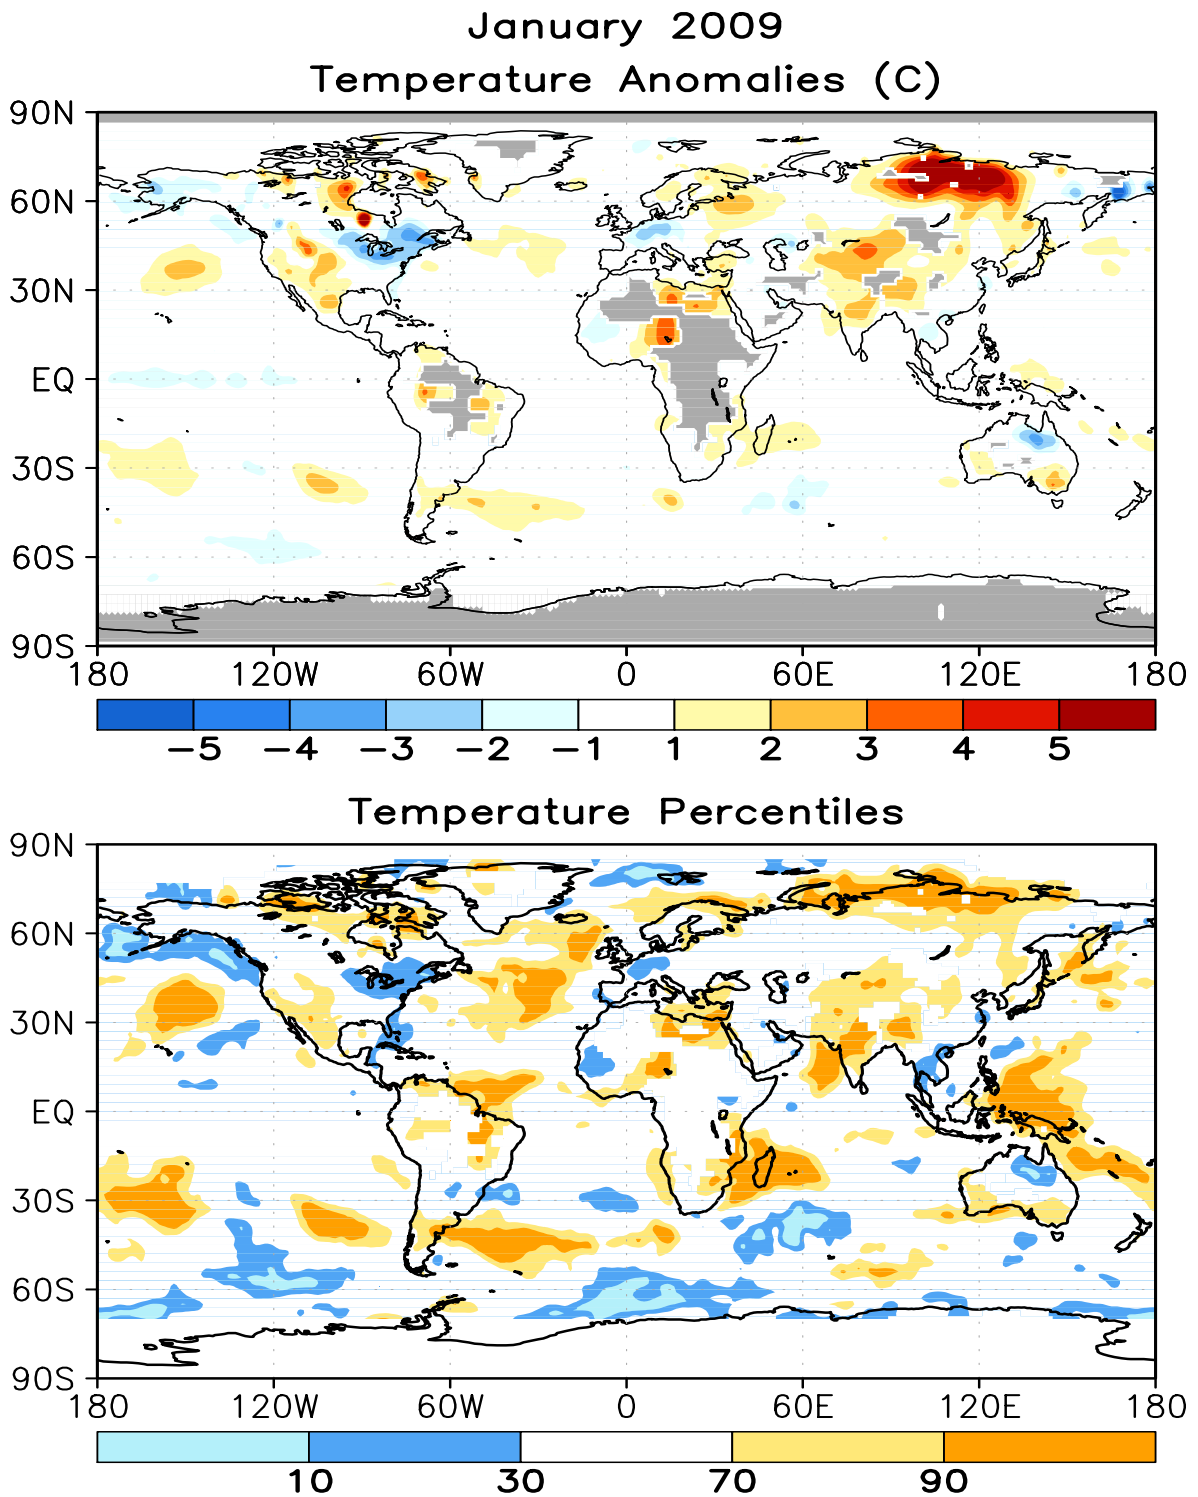 January 2009
Temperature Anomalies (C)
90N
60N
30N
EQ
30S
60S
90S
180 120W 60W 0 60E 120E 180
−5 −4 −3 −2 −1 1 2 3 4 5
Temperature Percentiles
90N
60N
30N
EQ
30S
60S
90S
180 120W 60W 0 60E 120E 180
10 30 70 90